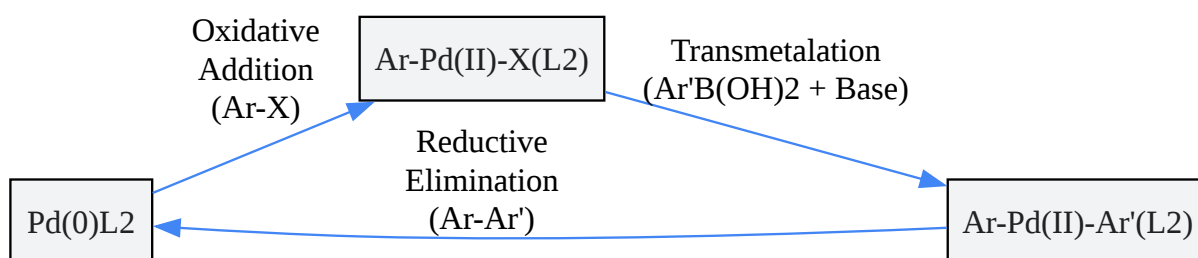 Oxidative
Addition
(Ar-X)
Ar-Pd(II)-X(L2)
Transmetalation
(Ar'B(OH)2 + Base)
Reductive
Elimination
(Ar-Ar')
Pd(0)L2
Ar-Pd(II)-Ar'(L2)